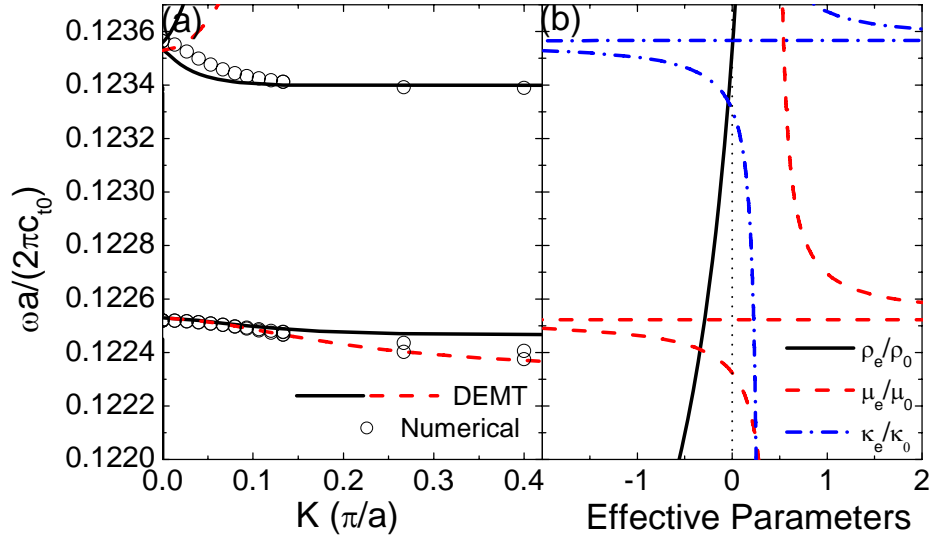 (a)
(b)
0.1236
0.1234
0.1232
0.1230
0.1228
0.1226
0.1224
0.1222
0.1220
ωa/(2πc_{t0})
DEMT
Numerical
ρ_e/ρ_0
μ_e/μ_0
κ_e/κ_0
0.0 0.1 0.2 0.3 0.4
-1 0 1 2
K (π/a)
Effective Parameters